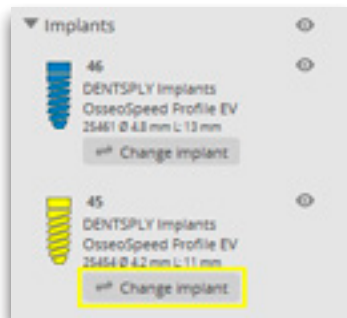 Implants
46
DENTSPLY Implants
OsseoSpeed Profile EV
25461 Ø 4.8 mm L: 13 mm
Change implant
45
DENTSPLY Implants
OsseoSpeed Profile EV
25454 Ø 4.2 mm L: 11 mm
Change implant